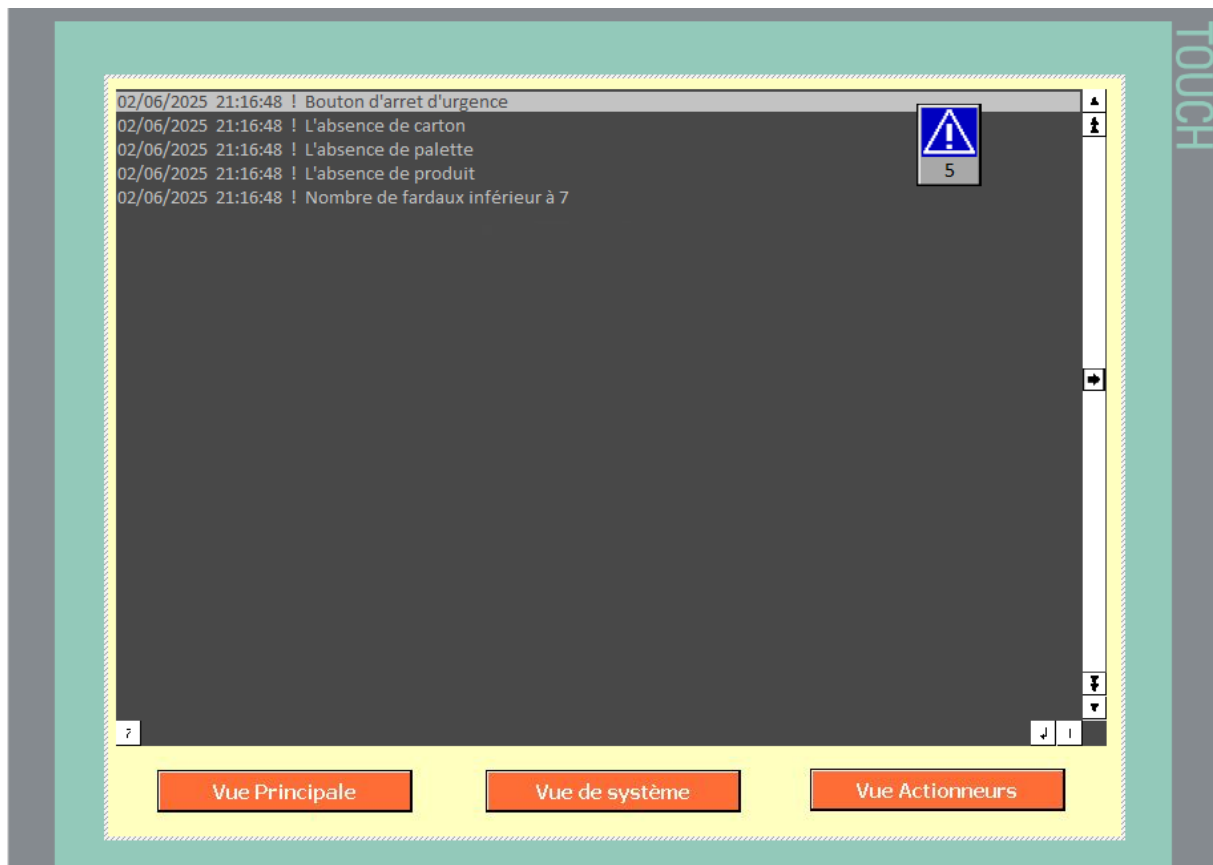 TOUCH
02/06/2025 21:16:48 ! Bouton d'arret d'urgence
02/06/2025 21:16:48 ! L'absence de carton
02/06/2025 21:16:48 ! L'absence de palette
02/06/2025 21:16:48 ! L'absence de produit
02/06/2025 21:16:48 ! Nombre de fardaux inférieur à 7
5
?
Vue Principale
Vue de système
Vue Actionneurs